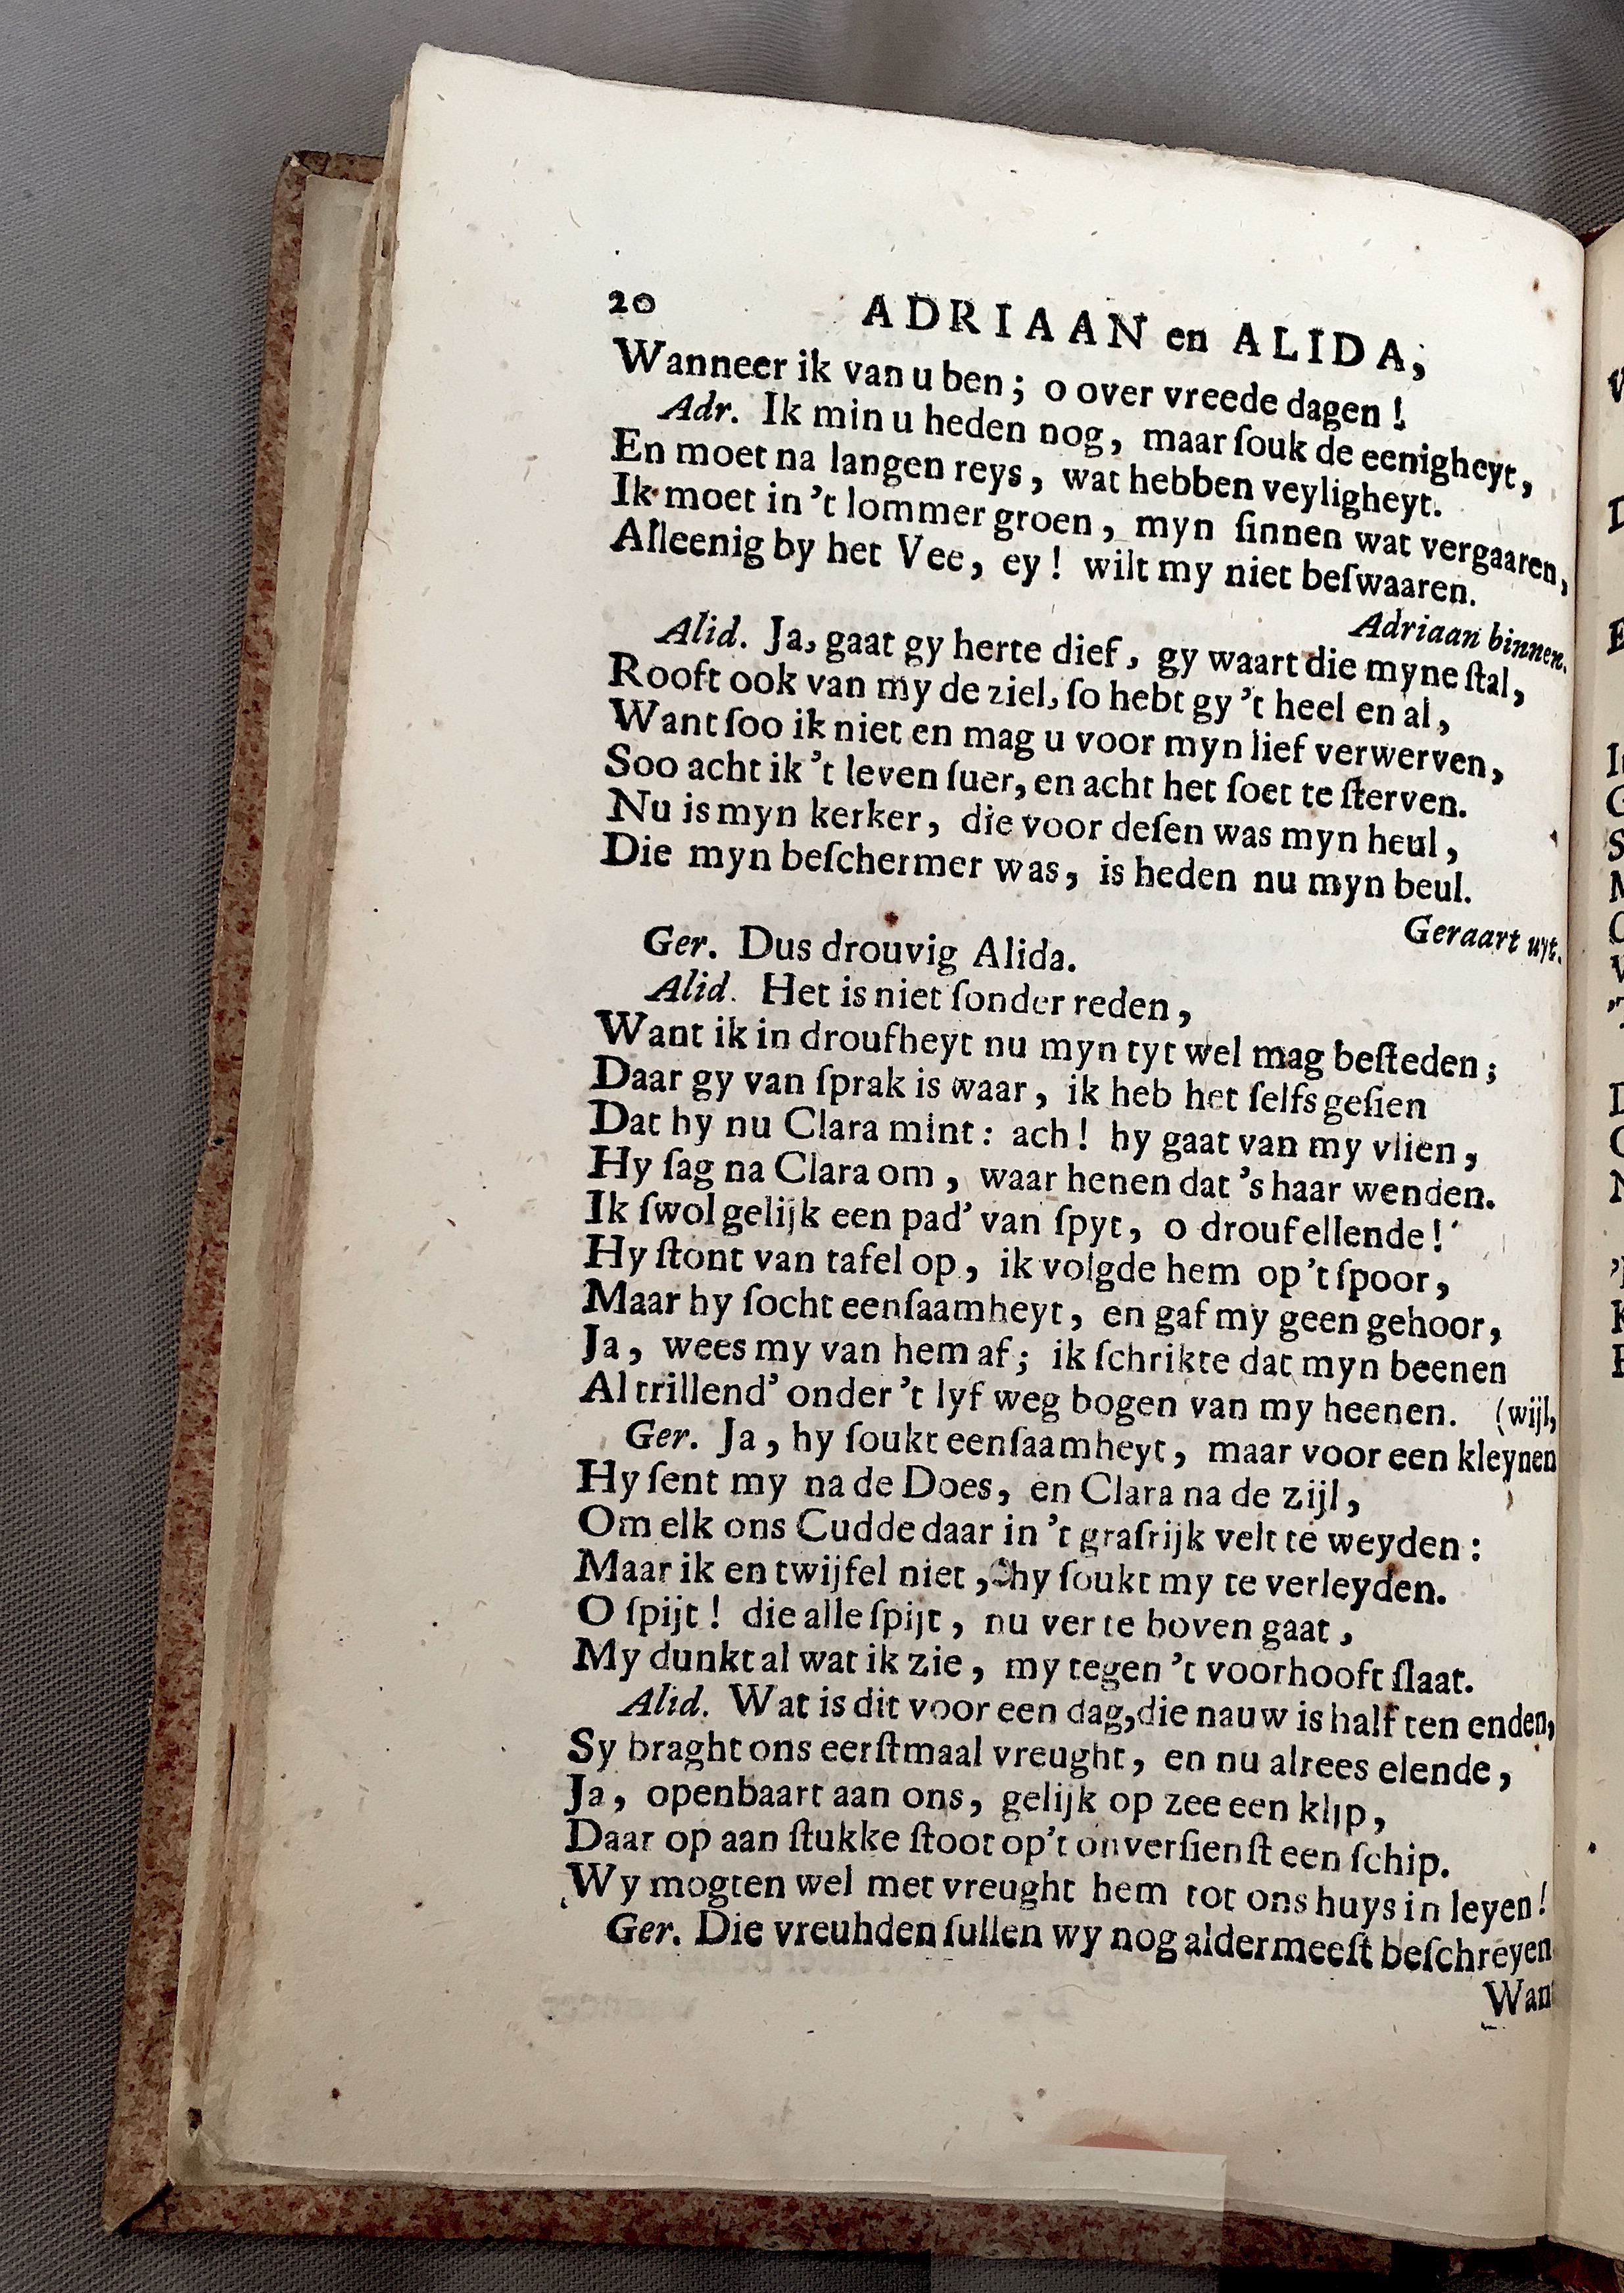 20 ADRIAAN en ALIDA,
Wanneer ik van u ben; o over vreede dagen!
Adr. Ik min u heden nog, maar ſouk de eenigheyt,
En moet na langen reys, wat hebben veyligheyt.
Ik moet in 't lommer groen, myn ſinnen wat vergaaren,
Alleenig by het Vee, ey! wilt my niet beſwaaren.
Adriaan binnen.
Alid. Ja, gaat gy herte dief, gy waart die myne ſtal,
Rooft ook van my de ziel, ſo hebt gy 't heel en al,
Want ſoo ik niet en mag u voor myn lief verwerven,
Soo acht ik 't leven ſuer, en acht het ſoet te ſterven.
Nu is myn kerker, die voor deſen was myn heul,
Die myn beſchermer was, is heden nu myn beul.
Geraart uyt.
Ger. Dus drouvig Alida.
Alid. Het is niet ſonder reden,
Want ik in droufheyt nu myn tyt wel mag beſteden;
Daar gy van ſprak is waar, ik heb het ſelfs geſien
Dat hy nu Clara mint: ach! hy gaat van my vlien,
Hy ſag na Clara om, waar henen dat 's haar wenden.
Ik ſwol gelijk een pad' van ſpyt, o drouf ellende!
Hy ſtont van tafel op, ik volgde hem op 't ſpoor,
Maar hy ſocht eenſaamheyt, en gaf my geen gehoor,
Ja, wees my van hem af; ik ſchrikte dat myn beenen
Al trillend' onder 't lyf weg bogen van my heenen. (wijl,
Ger. Ja, hy ſoukt eenſaamheyt, maar voor een kleynen
Hy ſent my na de Does, en Clara na de zijl,
Om elk ons Cudde daar in 't graſrijk velt te weyden:
Maar ik en twijfel niet, hy ſoukt my te verleyden.
O ſpijt! die alle ſpijt, nu ver te boven gaat,
My dunkt al wat ik zie, my tegen 't voorhooft ſlaat.
Alid. Wat is dit voor een dag, die nauw is half ten enden,
Sy braght ons eerſtmaal vreught, en nu alrees elende,
Ja, openbaart aan ons, gelijk op zee een klip,
Daar op aan ſtukke ſtoot op't onverſienſt een ſchip.
Wy mogten wel met vreught hem tot ons huys in leyen!
Ger. Die vreuhden ſullen wy nog aldermeeſt beſchreyen
Want